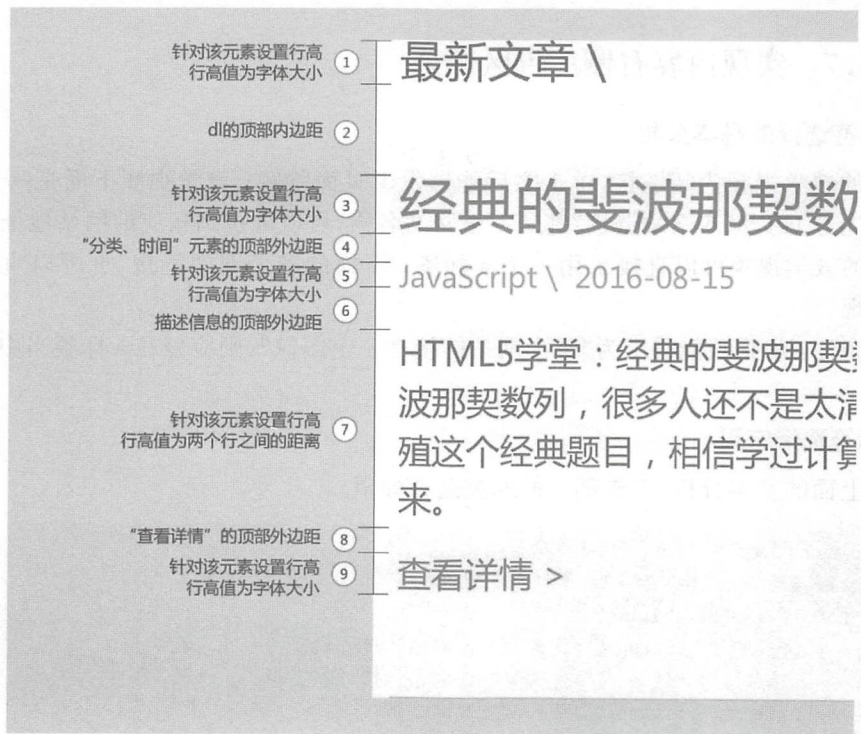 针对该元素设置行高
行高值为字体大小 ①
最新文章 \
dl的顶部内边距 ②
针对该元素设置行高
行高值为字体大小 ③
经典的斐波那契数
“分类、时间”元素的顶部外边距 ④
针对该元素设置行高
行高值为字体大小 ⑤
JavaScript \ 2016-08-15
描述信息的顶部外边距 ⑥
HTML5学堂：经典的斐波那契
波那契数列，很多人还不是太清
殖这个经典题目，相信学过计算
来。
针对该元素设置行高
行高值为两个行之间的距离 ⑦
“查看详情”的顶部外边距 ⑧
针对该元素设置行高
行高值为字体大小 ⑨
查看详情 >